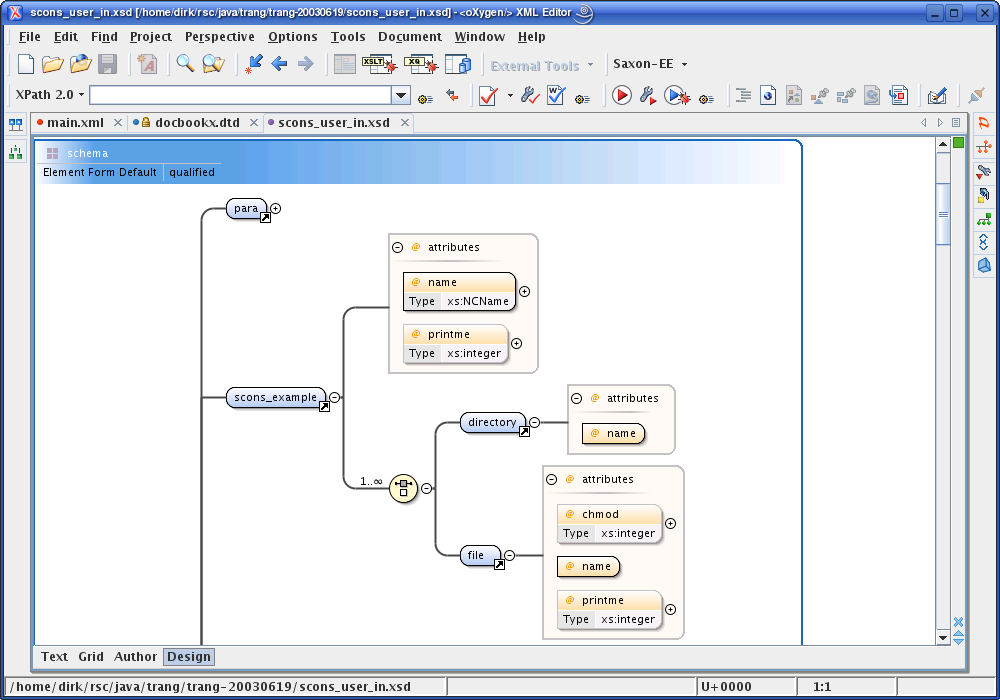 scons_user_in.xsd [/home/dirk/rsc/java/trang/trang-20030619/scons_user_in.xsd] - <oXygen/> XML Editor
File Edit Find Project Perspective Options Tools Document Window Help
XSLT XQ External Tools Saxon-EE
XPath 2.0
main.xml docbookx.dtd scons_user_in.xsd
schema
Element Form Default qualified
para
attributes
name
Type xs:NCName
printme
Type xs:integer
scons_example
1..∞
directory
attributes
name
file
attributes
chmod
Type xs:integer
name
printme
Type xs:integer
Text Grid Author Design
/home/dirk/rsc/java/trang/trang-20030619/scons_user_in.xsd U+0000 1:1